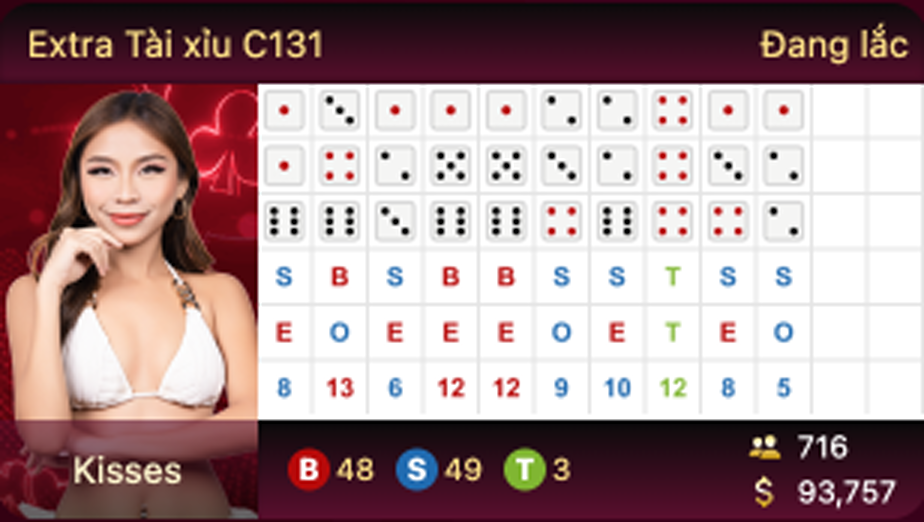 Extra Tài xỉu C131
Đang lắc
S B S B B S S T S S
E O E E E O E T E O
8 13 6 12 12 9 10 12 8 5
Kisses
B 48 S 49 T 3
716
$ 93,757